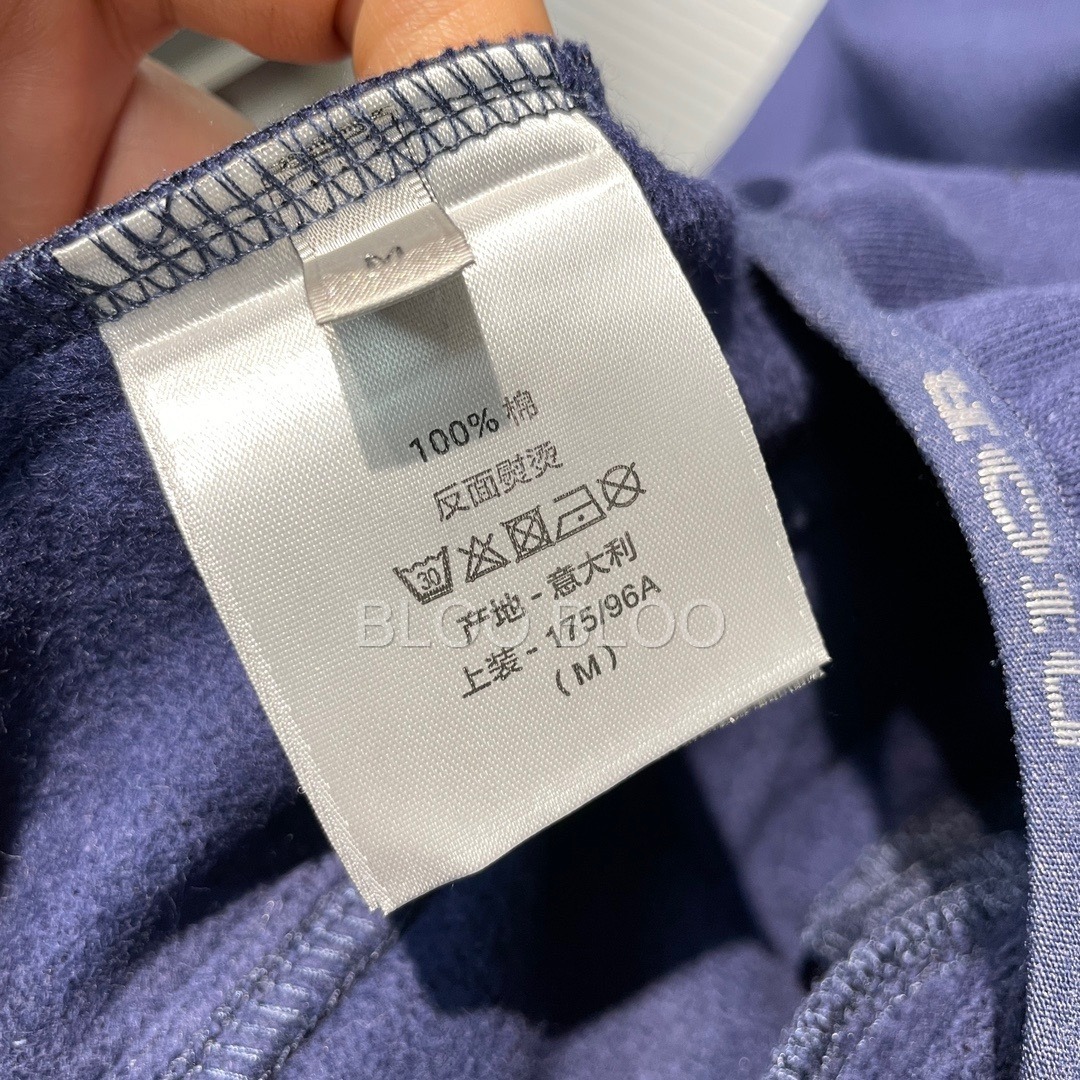 M
100% 棉
反面熨烫
30
产地 - 意大利
上装 - 175/96A
(M)
BLOO BLOO